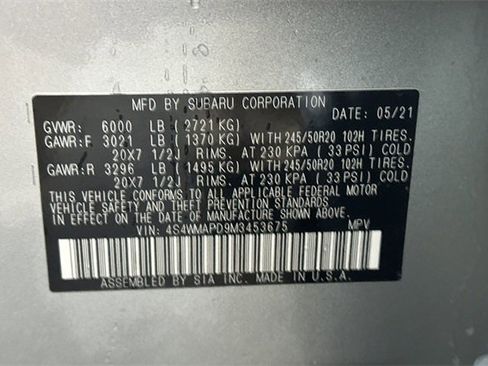 MFD BY SUBARU CORPORATION
DATE: 05/21
GVWR: 6000 LB ( 2721 KG)
GAWR:F 3021 LB ( 1370 KG) WITH 245/50R20 102H TIRES.
20X7 1/2J RIMS. AT 230 KPA ( 33 PSI) COLD
GAWR:R 3296 LB ( 1495 KG) WITH 245/50R20 102H TIRES.
20X7 1/2J RIMS. AT 230 KPA ( 33 PSI) COLD
THIS VEHICLE CONFORMS TO ALL APPLICABLE FEDERAL MOTOR
VEHICLE SAFETY AND THEFT PREVENTION STANDARDS
IN EFFECT ON THE DATE OF MANUFACTURE SHOWN ABOVE.
VIN: 4S4WMAPD9M3453675 MPV
ASSEMBLED BY SIA INC. MADE IN U.S.A.